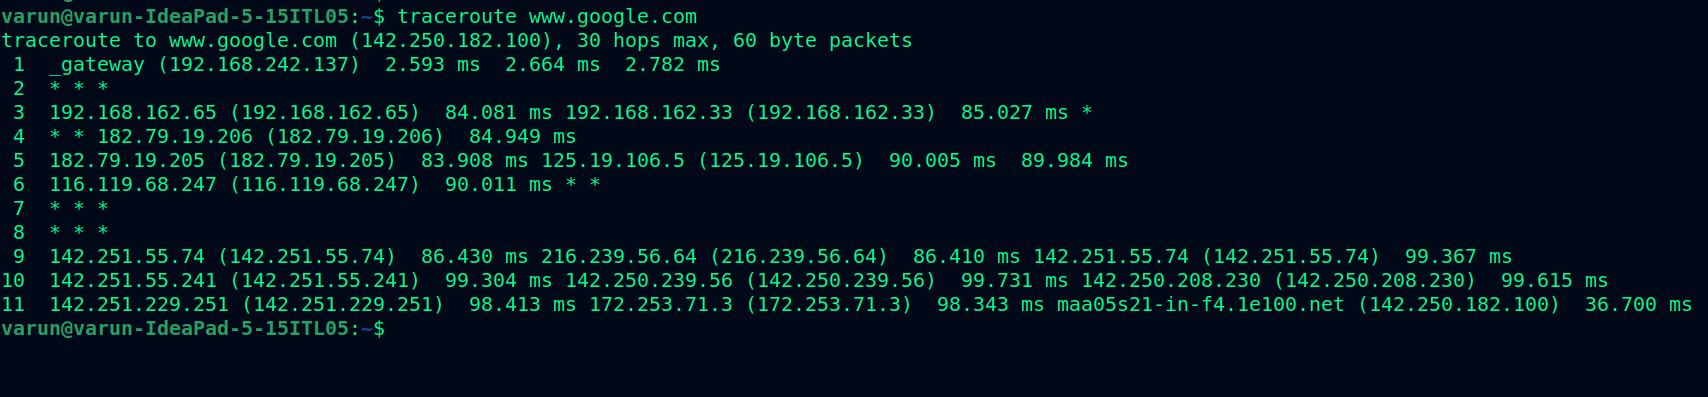 varun@varun-IdeaPad-5-15ITL05:~$ traceroute www.google.com
traceroute to www.google.com (142.250.182.100), 30 hops max, 60 byte packets
 1  _gateway (192.168.242.137)  2.593 ms  2.664 ms  2.782 ms
 2  * * *
 3  192.168.162.65 (192.168.162.65)  84.081 ms 192.168.162.33 (192.168.162.33)  85.027 ms *
 4  * * 182.79.19.206 (182.79.19.206)  84.949 ms
 5  182.79.19.205 (182.79.19.205)  83.908 ms 125.19.106.5 (125.19.106.5)  90.005 ms  89.984 ms
 6  116.119.68.247 (116.119.68.247)  90.011 ms * *
 7  * * *
 8  * * *
 9  142.251.55.74 (142.251.55.74)  86.430 ms 216.239.56.64 (216.239.56.64)  86.410 ms 142.251.55.74 (142.251.55.74)  99.367 ms
10  142.251.55.241 (142.251.55.241)  99.304 ms 142.250.239.56 (142.250.239.56)  99.731 ms 142.250.208.230 (142.250.208.230)  99.615 ms
11  142.251.229.251 (142.251.229.251)  98.413 ms 172.253.71.3 (172.253.71.3)  98.343 ms maa05s21-in-f4.1e100.net (142.250.182.100)  36.700 ms
varun@varun-IdeaPad-5-15ITL05:~$